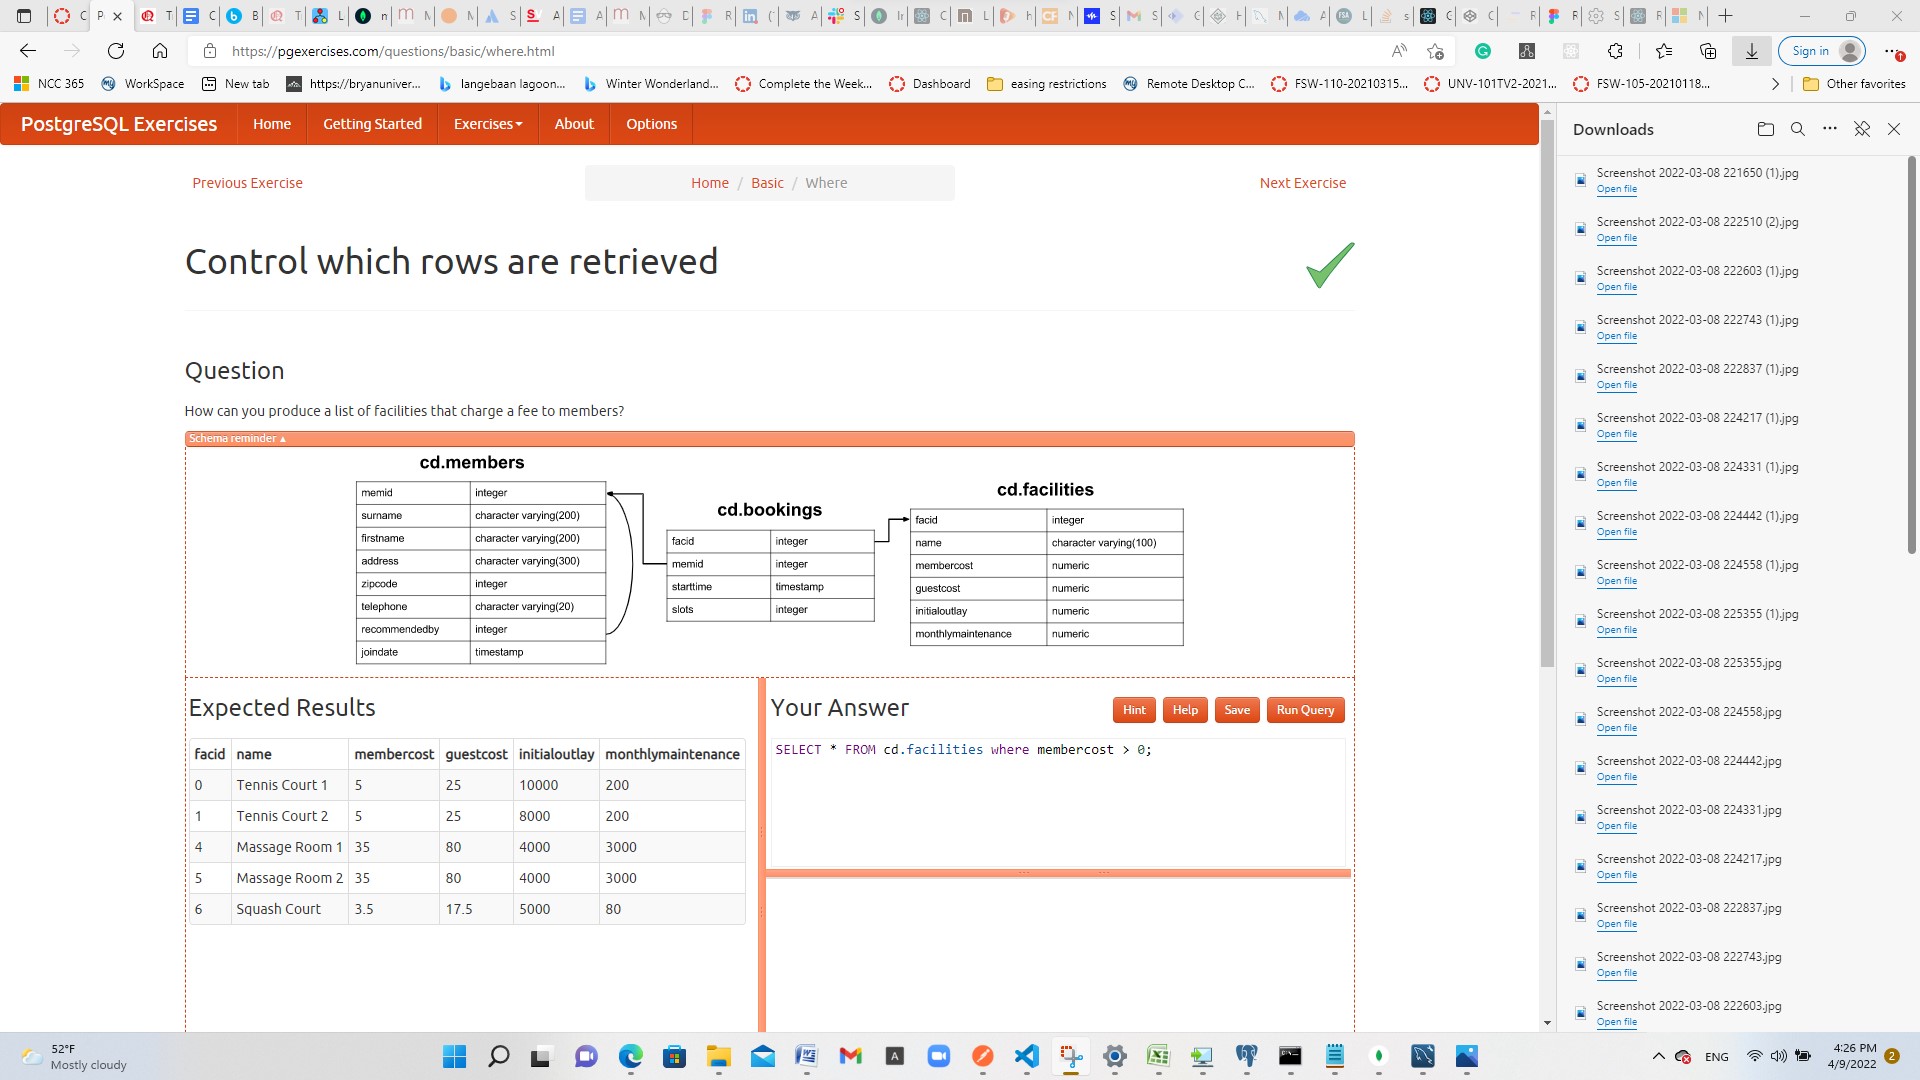 https://pgexercises.com/questions/basic/where.html
Sign in
NCC 365
WorkSpace
New tab
https://bryanuniver...
langebaan lagoon...
Winter Wonderland...
Complete the Week...
Dashboard
easing restrictions
Remote Desktop C...
FSW-110-20210315...
UNV-101TV2-2021...
FSW-105-20210118...
Other favorites
PostgreSQL Exercises
Home
Getting Started
Exercises
About
Options
Previous Exercise
Home / Basic / Where
Next Exercise
Control which rows are retrieved
Question
How can you produce a list of facilities that charge a fee to members?
Schema reminder ▴
cd.members
memid integer
surname character varying(200)
firstname character varying(200)
address character varying(300)
zipcode integer
telephone character varying(20)
recommendedby integer
joindate timestamp
cd.bookings
facid integer
memid integer
starttime timestamp
slots integer
cd.facilities
facid integer
name character varying(100)
membercost numeric
guestcost numeric
initialoutlay numeric
monthlymaintenance numeric
Expected Results
facid name membercost guestcost initialoutlay monthlymaintenance
0 Tennis Court 1 5 25 10000 200
1 Tennis Court 2 5 25 8000 200
4 Massage Room 1 35 80 4000 3000
5 Massage Room 2 35 80 4000 3000
6 Squash Court 3.5 17.5 5000 80
Your Answer
Hint
Help
Save
Run Query
SELECT * FROM cd.facilities where membercost > 0;
Downloads
Screenshot 2022-03-08 221650 (1).jpg
Open file
Screenshot 2022-03-08 222510 (2).jpg
Open file
Screenshot 2022-03-08 222603 (1).jpg
Open file
Screenshot 2022-03-08 222743 (1).jpg
Open file
Screenshot 2022-03-08 222837 (1).jpg
Open file
Screenshot 2022-03-08 224217 (1).jpg
Open file
Screenshot 2022-03-08 224331 (1).jpg
Open file
Screenshot 2022-03-08 224442 (1).jpg
Open file
Screenshot 2022-03-08 224558 (1).jpg
Open file
Screenshot 2022-03-08 225355 (1).jpg
Open file
Screenshot 2022-03-08 225355.jpg
Open file
Screenshot 2022-03-08 224558.jpg
Open file
Screenshot 2022-03-08 224442.jpg
Open file
Screenshot 2022-03-08 224331.jpg
Open file
Screenshot 2022-03-08 224217.jpg
Open file
Screenshot 2022-03-08 222837.jpg
Open file
Screenshot 2022-03-08 222743.jpg
Open file
Screenshot 2022-03-08 222603.jpg
Open file
52°F
Mostly cloudy
ENG
4:26 PM
4/9/2022
2